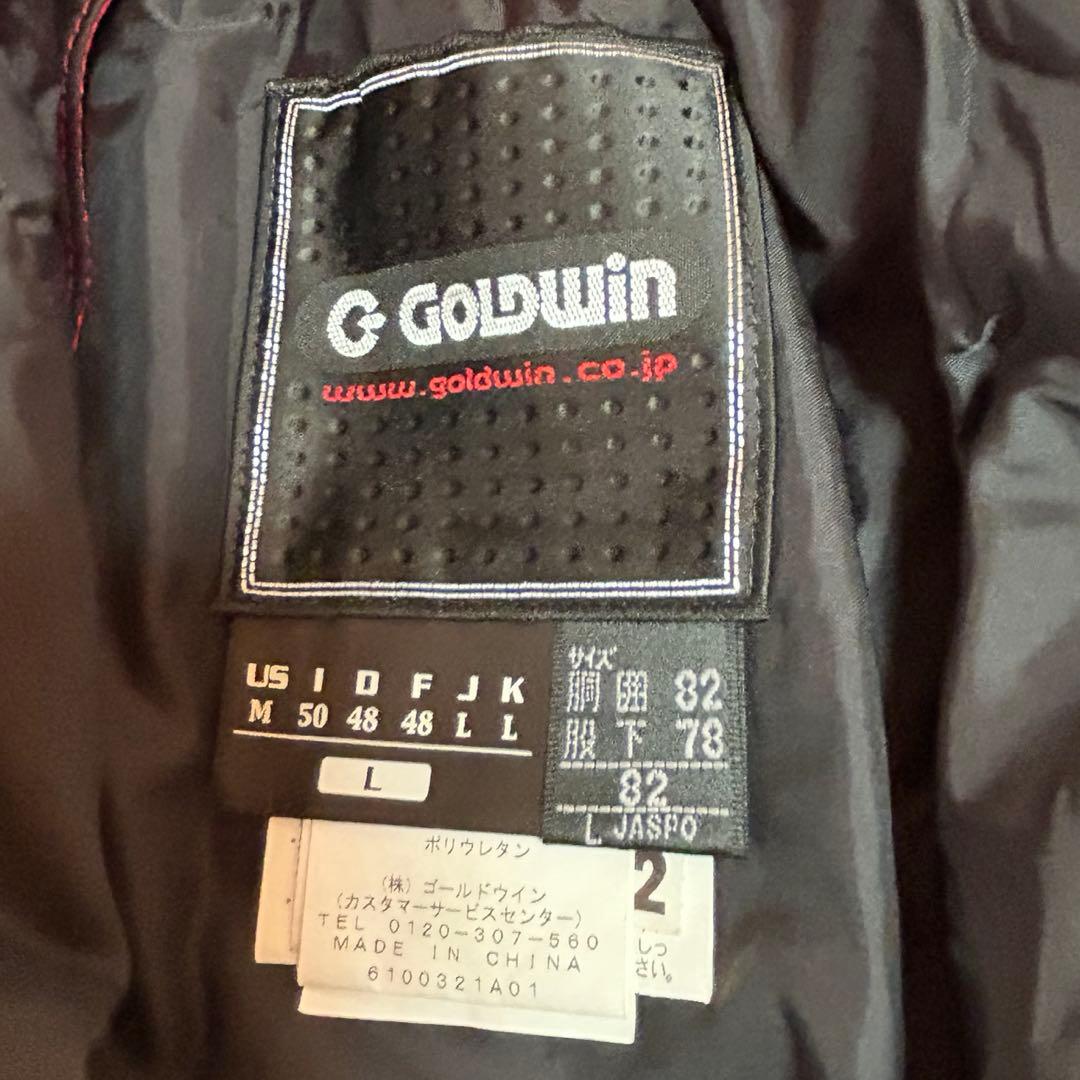 GOLDWIN
www.goldwin.co.jp
US I D F J K
M 50 48 48 L L
L
サイズ
胴囲 82
股下 78
82
L JASPO
ポリウレタン
(株)ゴールドウイン
(カスタマーサービスセンター)
TEL 0120-307-560
MADE IN CHINA
6100321A01
2
しっ
さい。